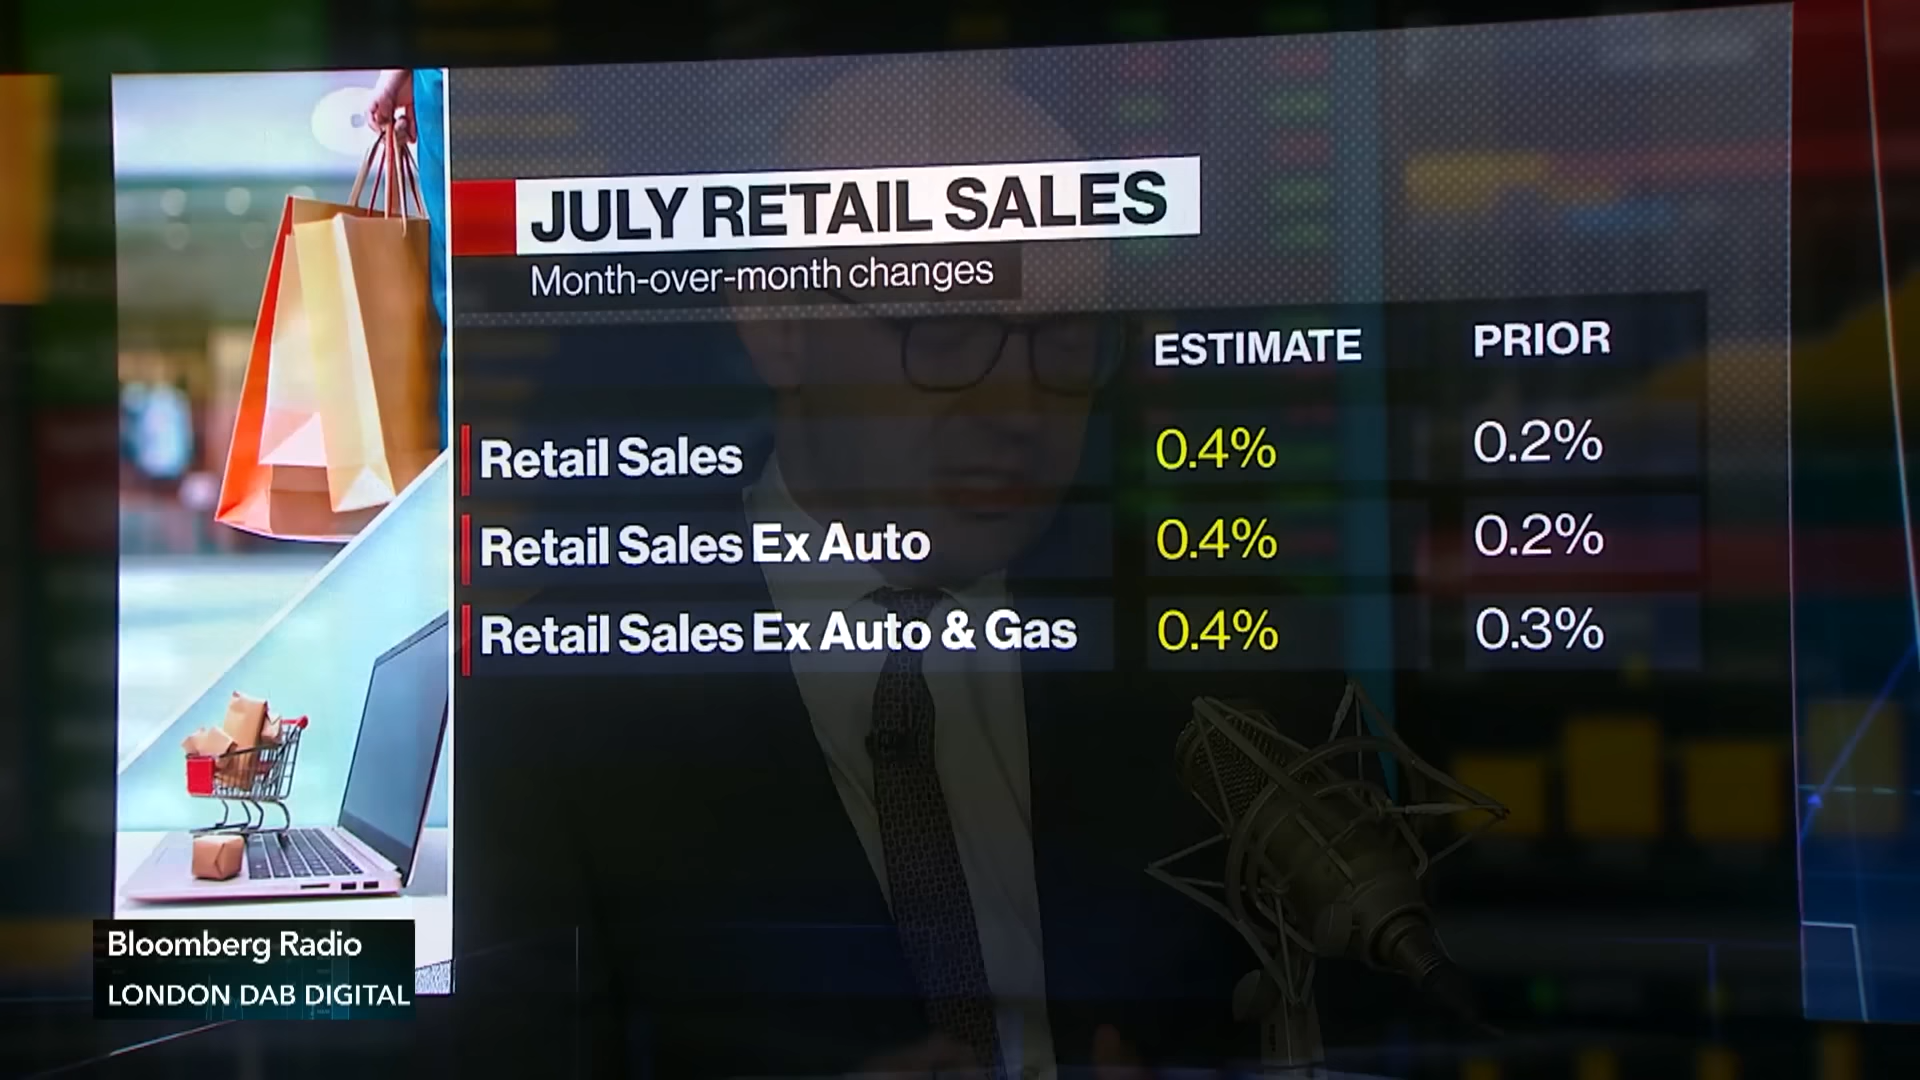 JULY RETAIL SALES
Month-over-month changes
ESTIMATE PRIOR
Retail Sales 0.4% 0.2%
Retail Sales Ex Auto 0.4% 0.2%
Retail Sales Ex Auto & Gas 0.4% 0.3%
Bloomberg Radio
LONDON DAB DIGITAL